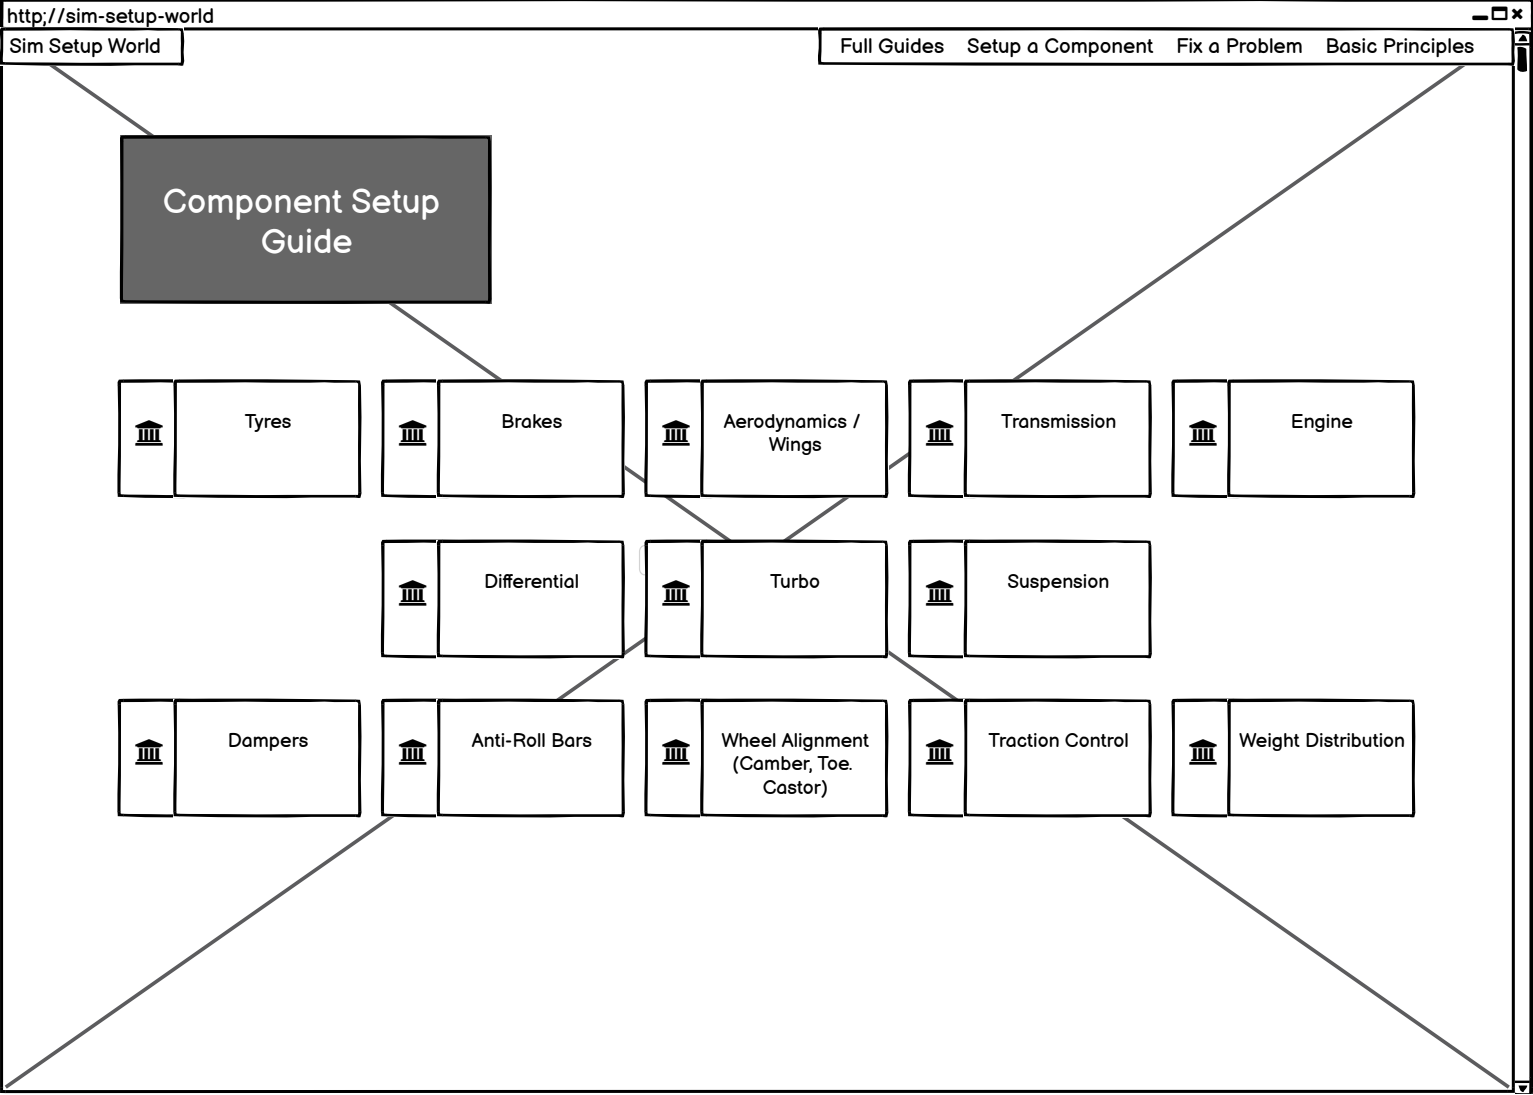 http;//sim-setup-world
Sim Setup World
Full Guides Setup a Component Fix a Problem Basic Principles
Component Setup
Guide
Tyres
Brakes
Aerodynamics /
Wings
Transmission
Engine
Differential
Turbo
Suspension
Dampers
Anti-Roll Bars
Wheel Alignment
(Camber, Toe.
Castor)
Traction Control
Weight Distribution